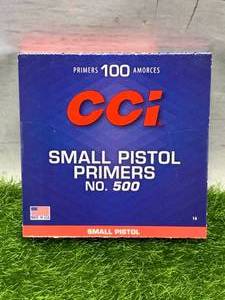 PRIMERS 100 AMORCES
CCi
SMALL PISTOL
PRIMERS
NO. 500
SMALL PISTOL